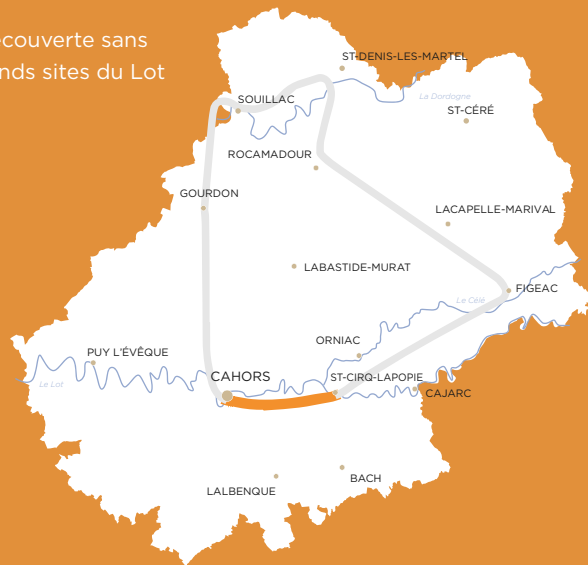 couverte sans
nds sites du Lot
ST-DENIS-LES-MARTEL
La Dordogne
SOUILLAC
ST-CÉRÉ
ROCAMADOUR
GOURDON
LACAPELLE-MARIVAL
LABASTIDE-MURAT
FIGEAC
Le Célé
ORNIAC
PUY L'ÉVÊQUE
CAHORS
ST-CIRQ-LAPOPIE
Le Lot
CAJARC
BACH
LALBENQUE